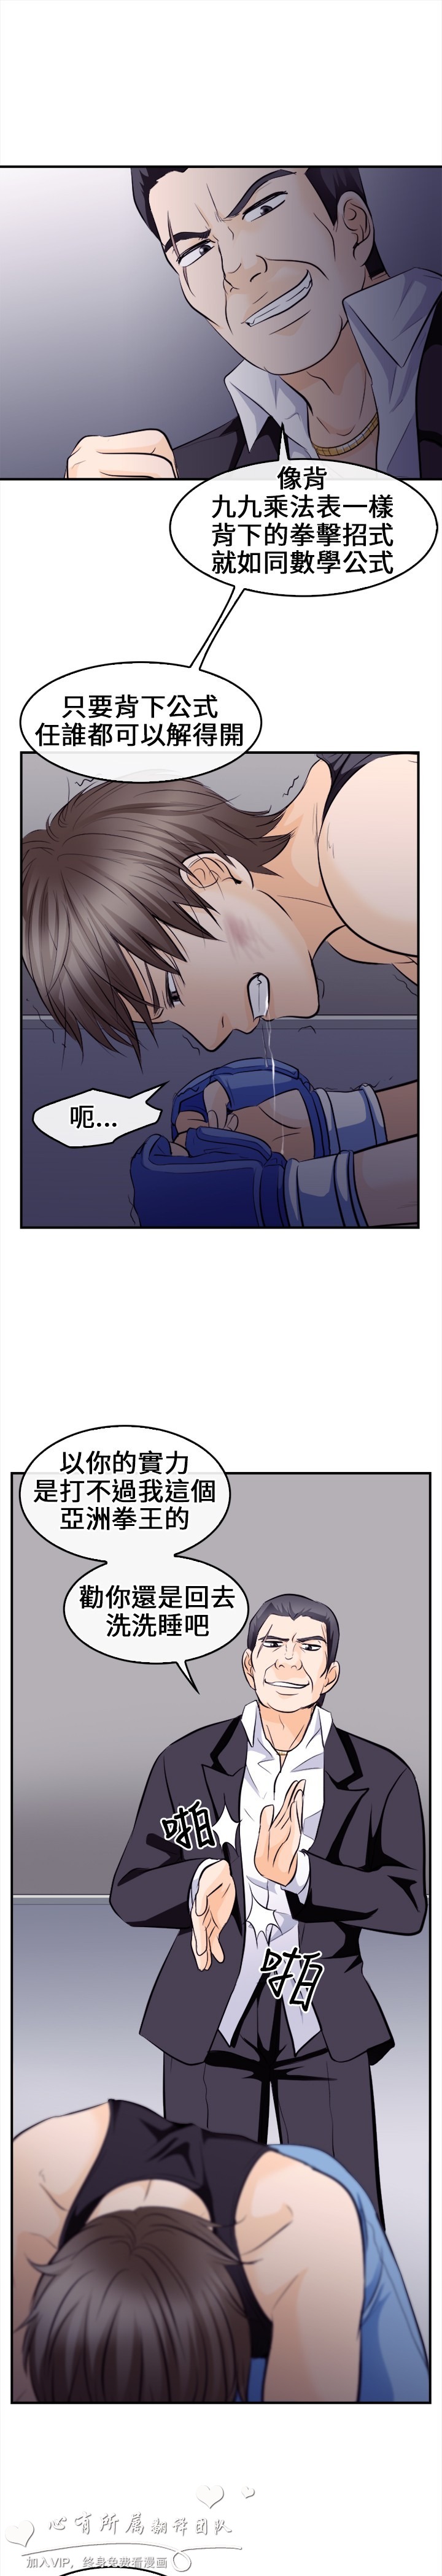 像背
九九乘法表一樣
背下的拳擊招式
就如同數學公式
只要背下公式
任誰都可以解得開
呃...
以你的實力
是打不過我這個
亞洲拳王的
勸你還是回去
洗洗睡吧
啪
啪
心有所属翻译团队
加入VIP，终身免费看漫画